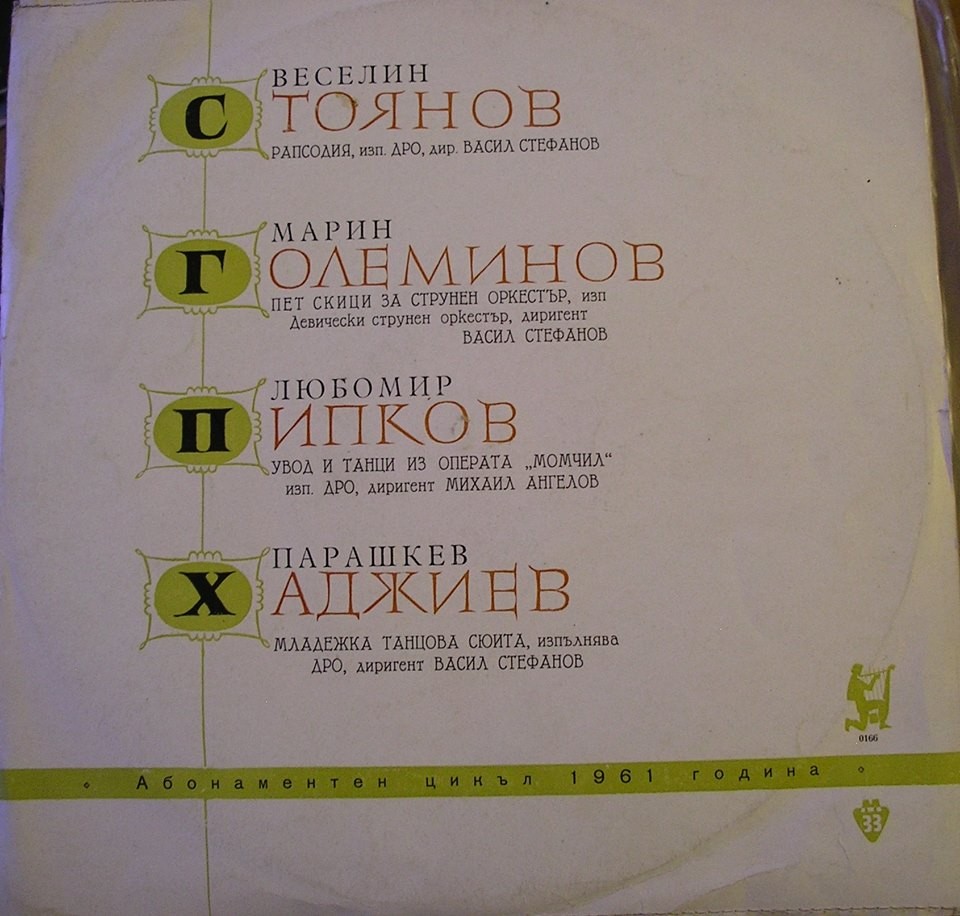 ВЕСЕЛИН
СТОЯНОВ
РАПСОДИЯ, изп. ДРО, дир. ВАСИЛ СТЕФАНОВ
МАРИН
ГОЛЕМИНОВ
ПЕТ СКИЦИ ЗА СТРУНЕН ОРКЕСТЪР, изп
Девически струнен оркестър, диригент
ВАСИЛ СТЕФАНОВ
ЛЮБОМИР
ПИПКОВ
УВОД И ТАНЦИ ИЗ ОПЕРАТА „МОМЧИЛ“
изп. ДРО, диригент МИХАИЛ АНГЕЛОВ
ПАРАШКЕВ
ХАДЖИЕВ
МЛАДЕЖКА ТАНЦОВА СЮИТА, изпълнява
ДРО, диригент ВАСИЛ СТЕФАНОВ
0166
Абонаментен цикъл 1961 година
33